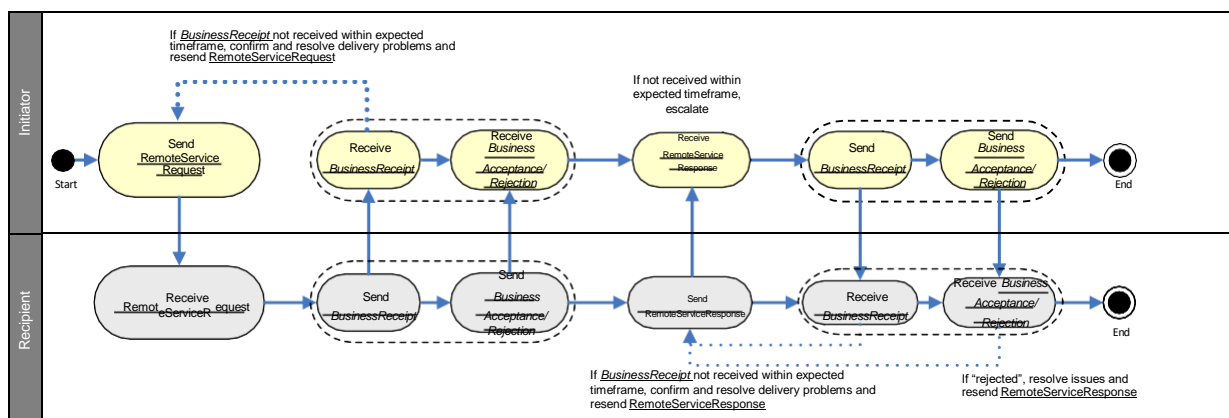 Initiator
If BusinessReceipt not received within expected
timeframe, confirm and resolve delivery problems and
resend RemoteServiceRequest
If not received within
expected timeframe,
escalate
Start
Send
RemoteService
Request
Receive
BusinessReceipt
Receive
Business
Acceptance/
Rejection
Receive
RemoteService
Response
Send
BusinessReceipt
Send
Business
Acceptance/
Rejection
End
Recipient
Receive
RemoteServiceR equest
Send
BusinessReceipt
Send
Business
Acceptance/
Rejection
Send
RemoteServiceResponse
Receive
BusinessReceipt
Receive Business
Acceptance/
Rejection
End
If BusinessReceipt not received within expected
timeframe, confirm and resolve delivery problems and
resend RemoteServiceResponse
If “rejected”, resolve issues and
resend RemoteServiceResponse